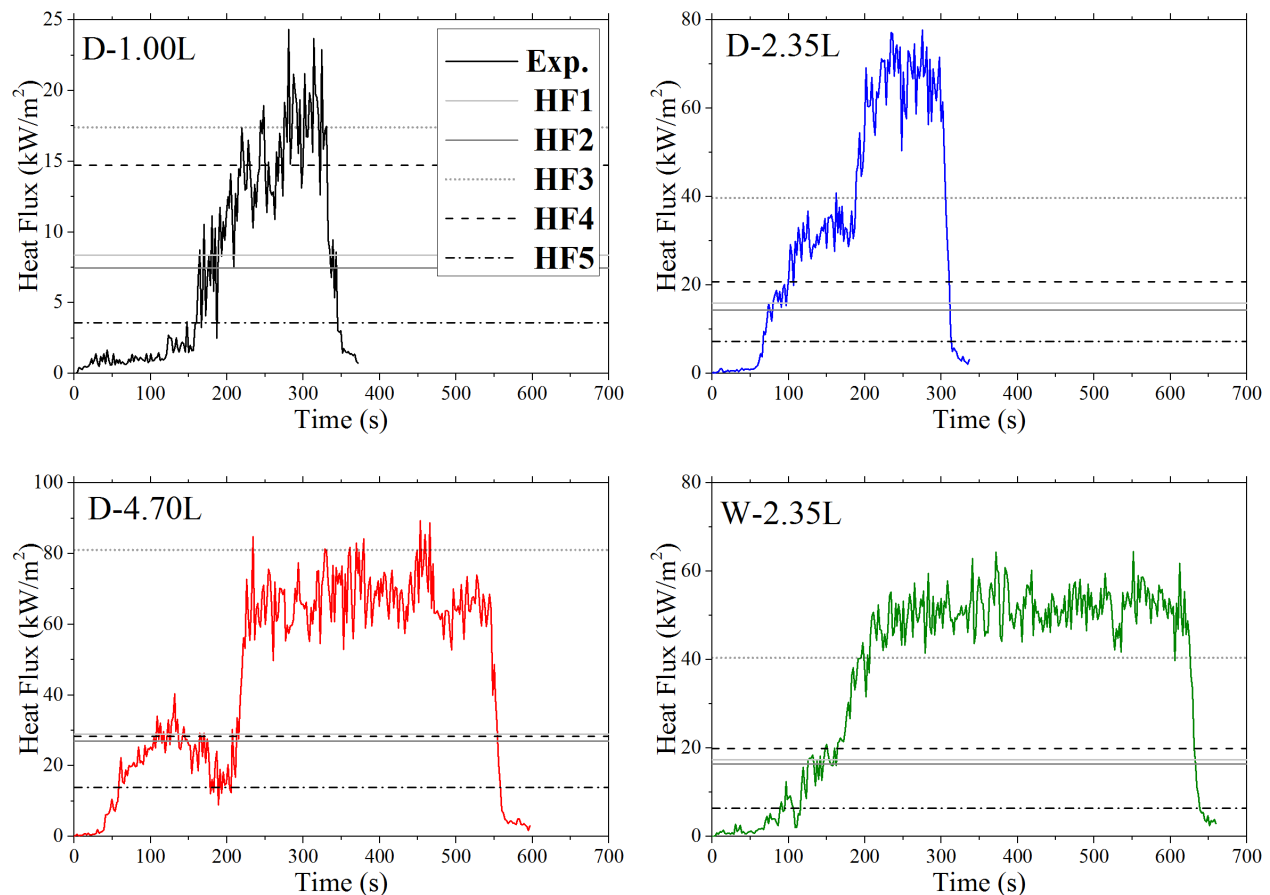 D-1.00L
Exp.
HF1
HF2
HF3
HF4
HF5
Heat Flux (kW/m²)
25
20
15
10
5
0
0 100 200 300 400 500 600 700
Time (s)
D-2.35L
Heat Flux (kW/m²)
80
60
40
20
0
0 100 200 300 400 500 600 700
Time (s)
D-4.70L
Heat Flux (kW/m²)
100
80
60
40
20
0
0 100 200 300 400 500 600 700
Time (s)
W-2.35L
Heat Flux (kW/m²)
80
60
40
20
0
0 100 200 300 400 500 600 700
Time (s)